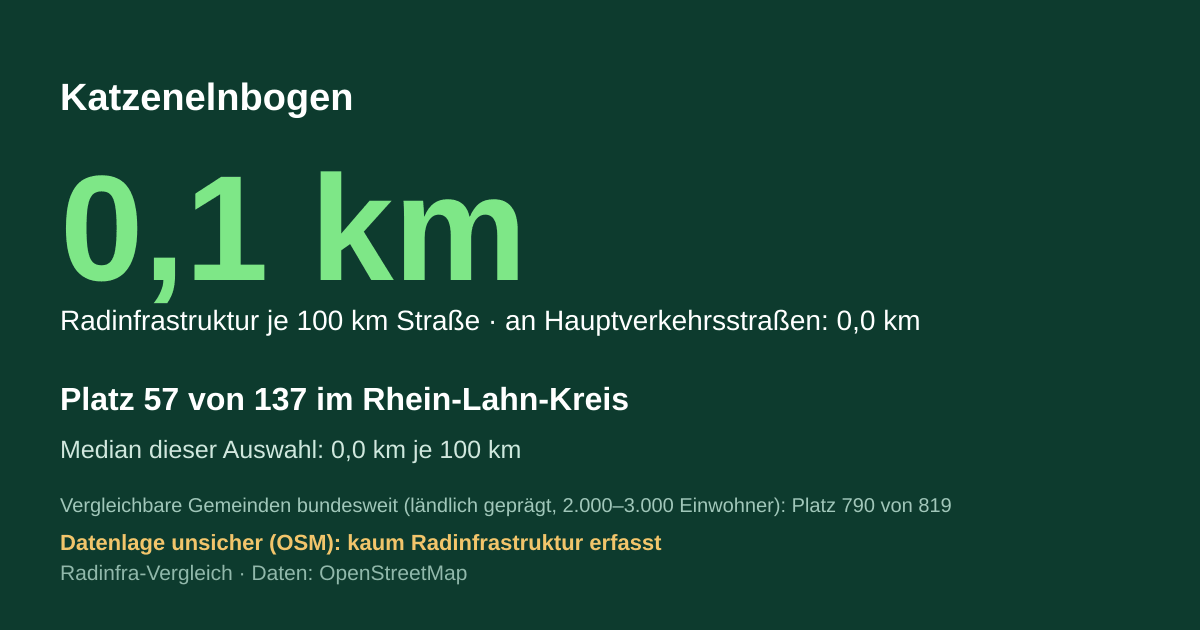 Katzenelnbogen
0,1 km
Radinfrastruktur je 100 km Straße · an Hauptverkehrsstraßen: 0,0 km
Platz 57 von 137 im Rhein-Lahn-Kreis
Median dieser Auswahl: 0,0 km je 100 km
Vergleichbare Gemeinden bundesweit (ländlich geprägt, 2.000–3.000 Einwohner): Platz 790 von 819
Datenlage unsicher (OSM): kaum Radinfrastruktur erfasst
Radinfra-Vergleich · Daten: OpenStreetMap